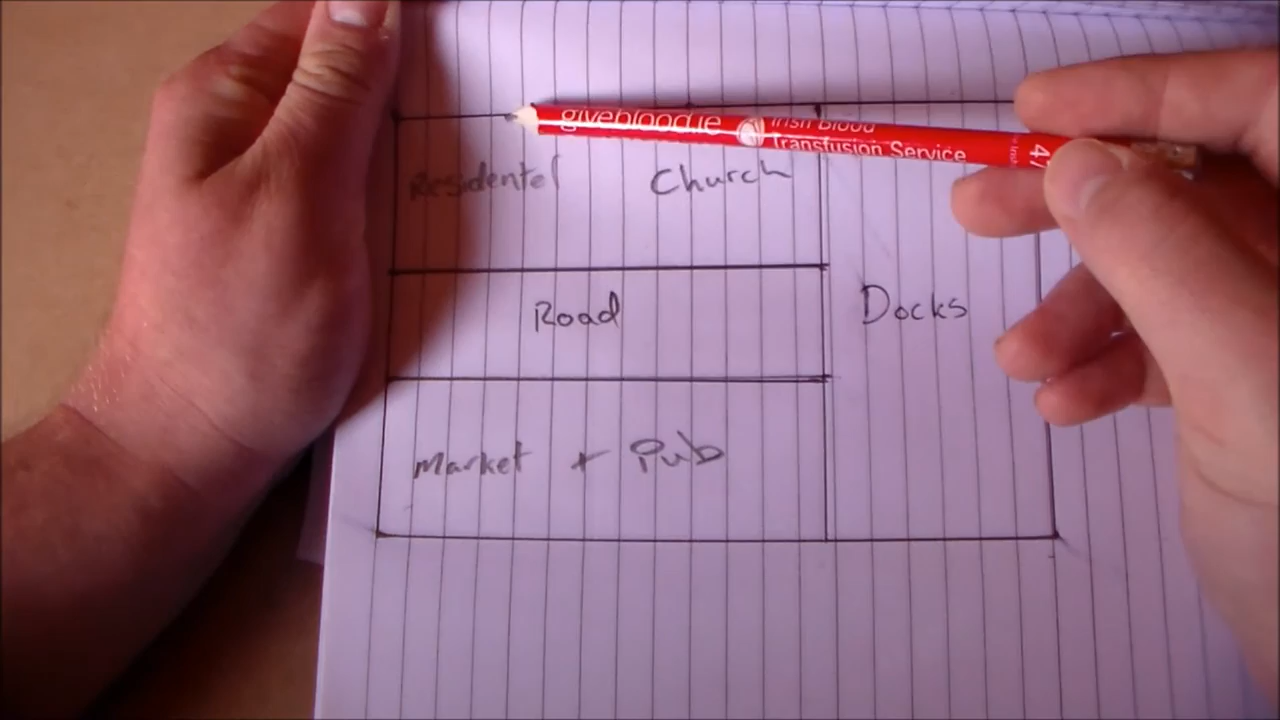 giveblood.ie Irish Blood
Transfusion Service
Residentel Church
Road
Docks
Market + Pub